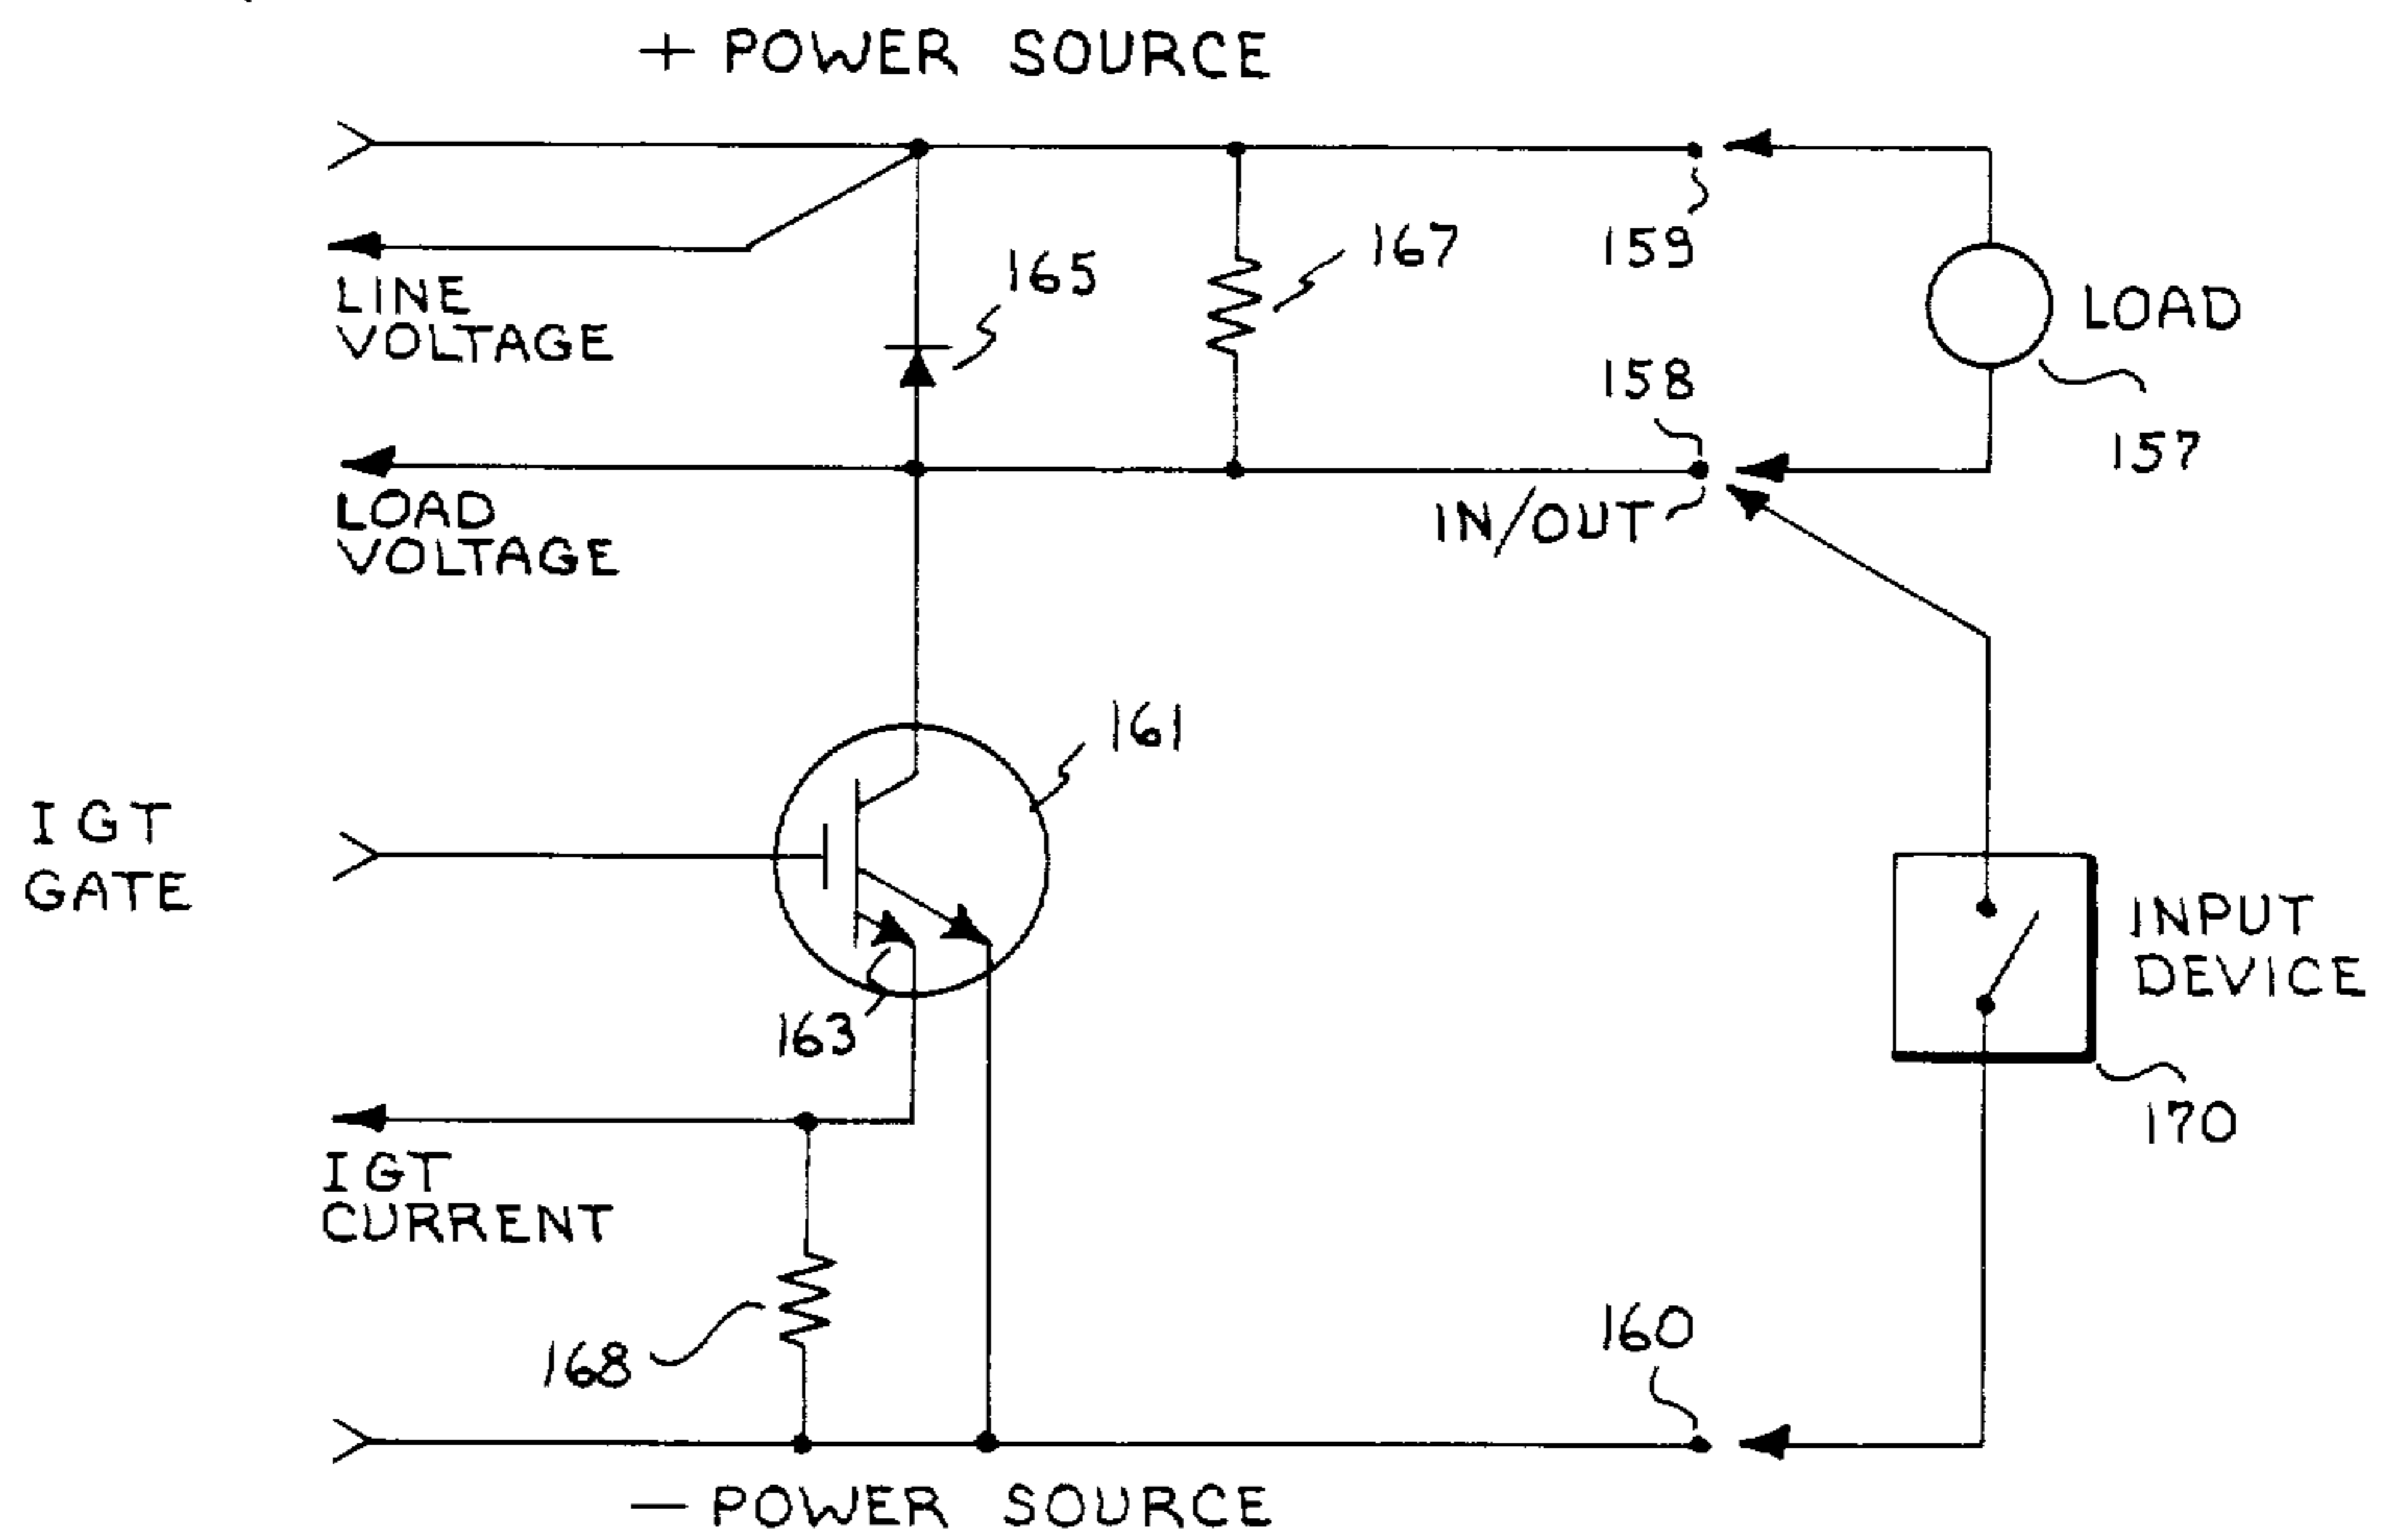 + POWER SOURCE
159
167
165
LINE
VOLTAGE
LOAD
158
157
LOAD
VOLTAGE
IN/OUT
161
IGT
GATE
INPUT
DEVICE
163
170
IGT
CURRENT
160
168
— POWER SOURCE